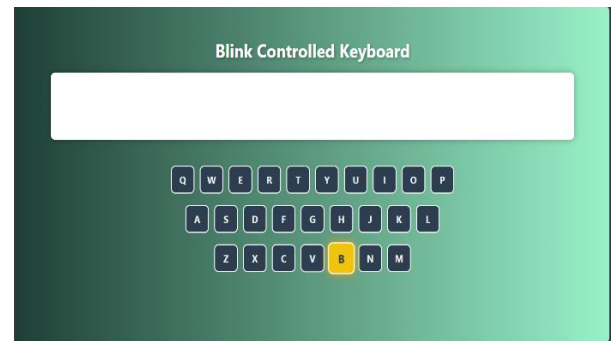 Blink Controlled Keyboard
Q W E R T Y U I O P
A S D F G H J K L
Z X C V B N M